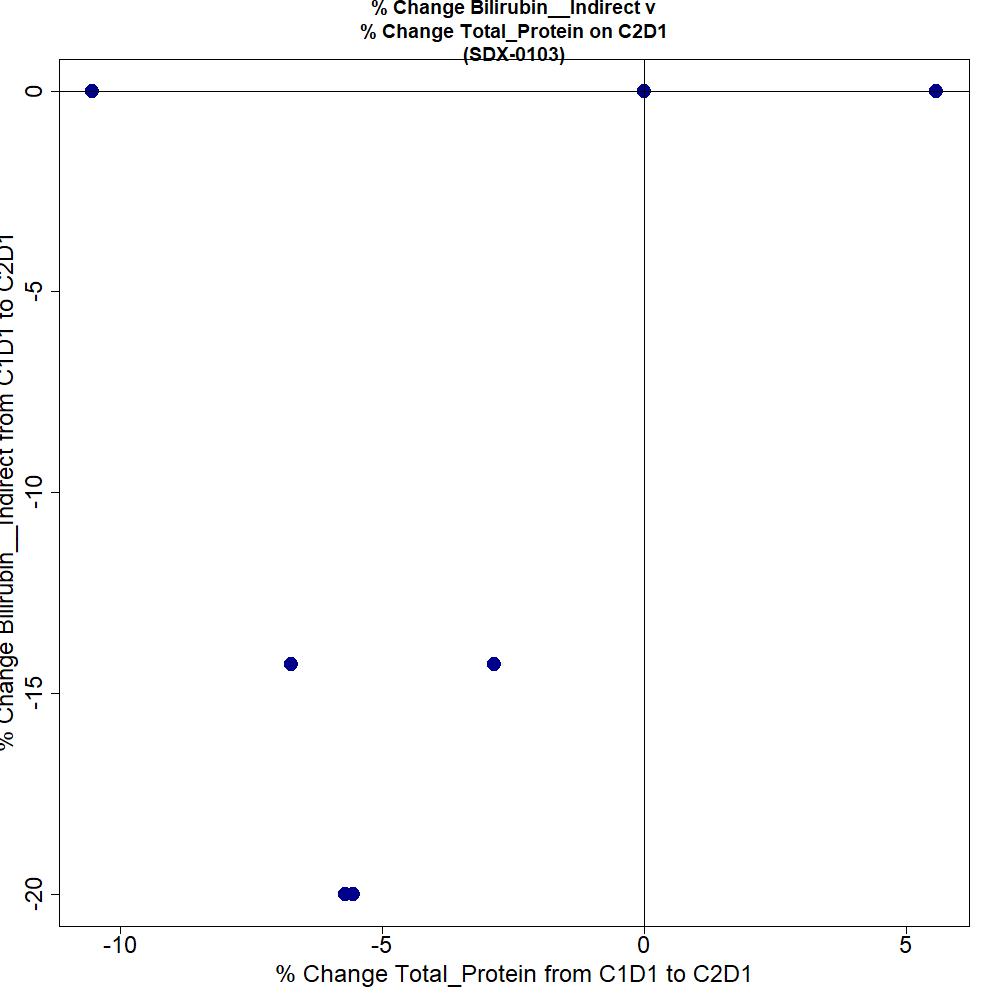 % Change Bilirubin__Indirect v
% Change Total_Protein on C2D1
(SDX-0103)
% Change Bilirubin__Indirect from C1D1 to C2D1
0
-5
-10
-15
-20
-10
-5
0
5
% Change Total_Protein from C1D1 to C2D1